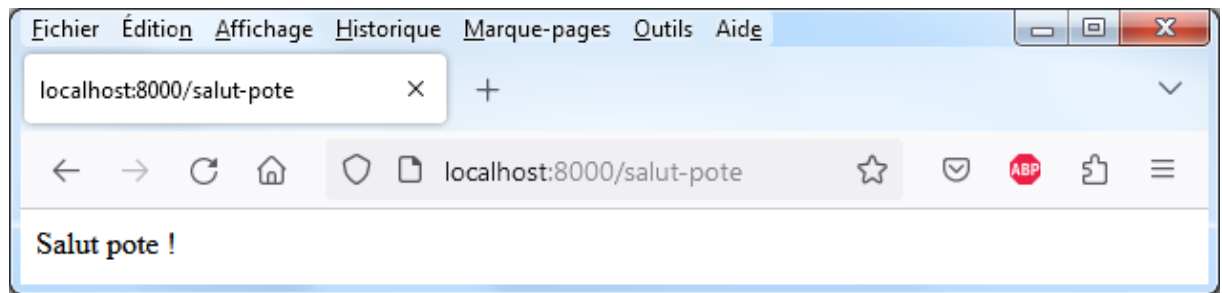 Fichier Édition Affichage Historique Marque-pages Outils Aide
localhost:8000/salut-pote
localhost:8000/salut-pote ABP
Salut pote !